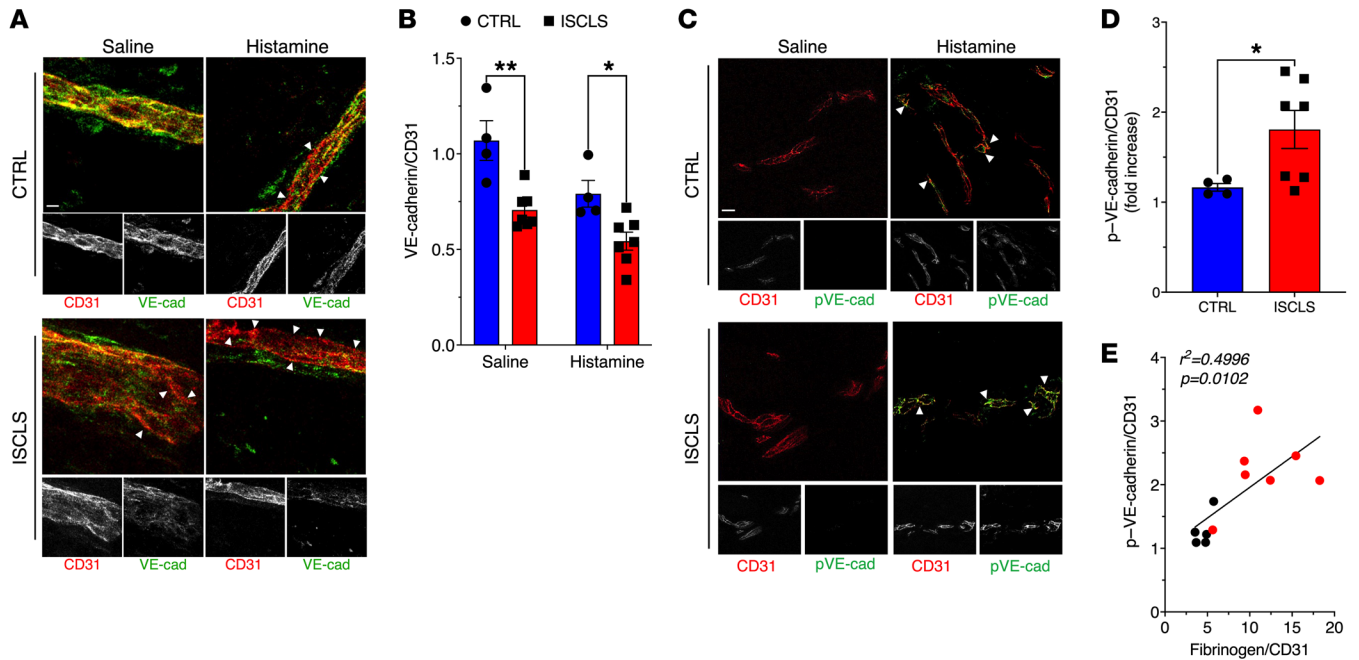 A
Saline
Histamine
CTRL
CD31
VE-cad
CD31
VE-cad
ISCLS
CD31
VE-cad
CD31
VE-cad
B
CTRL
ISCLS
VE-cadherin/CD31
1.5
1.0
0.5
0.0
**
*
Saline
Histamine
C
Saline
Histamine
CTRL
CD31
pVE-cad
CD31
pVE-cad
ISCLS
CD31
pVE-cad
CD31
pVE-cad
D
p–VE-cadherin/CD31
(fold increase)
3
2
1
0
*
CTRL
ISCLS
E
r²=0.4996
p=0.0102
p–VE-cadherin/CD31
4
3
2
1
0
0
5
10
15
20
Fibrinogen/CD31